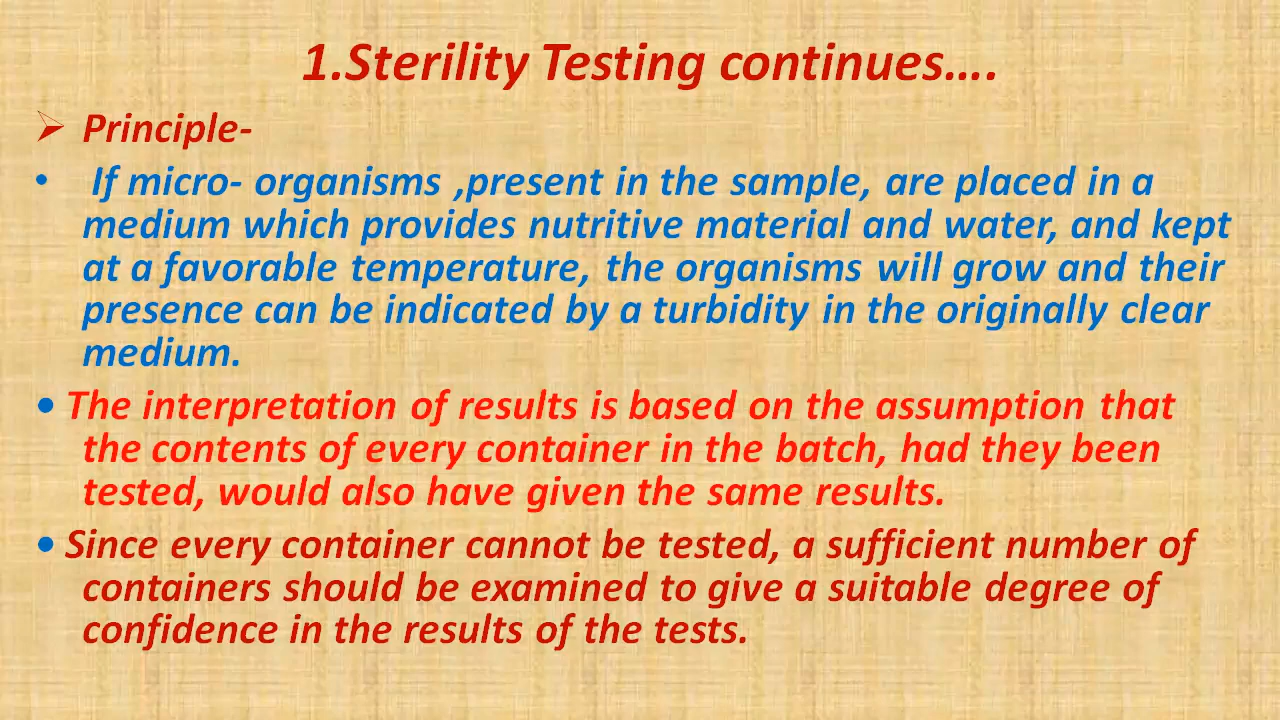 1.Sterility Testing continues….
➢ Principle-
• If micro- organisms ,present in the sample, are placed in a
medium which provides nutritive material and water, and kept
at a favorable temperature, the organisms will grow and their
presence can be indicated by a turbidity in the originally clear
medium.
• The interpretation of results is based on the assumption that
the contents of every container in the batch, had they been
tested, would also have given the same results.
• Since every container cannot be tested, a sufficient number of
containers should be examined to give a suitable degree of
confidence in the results of the tests.